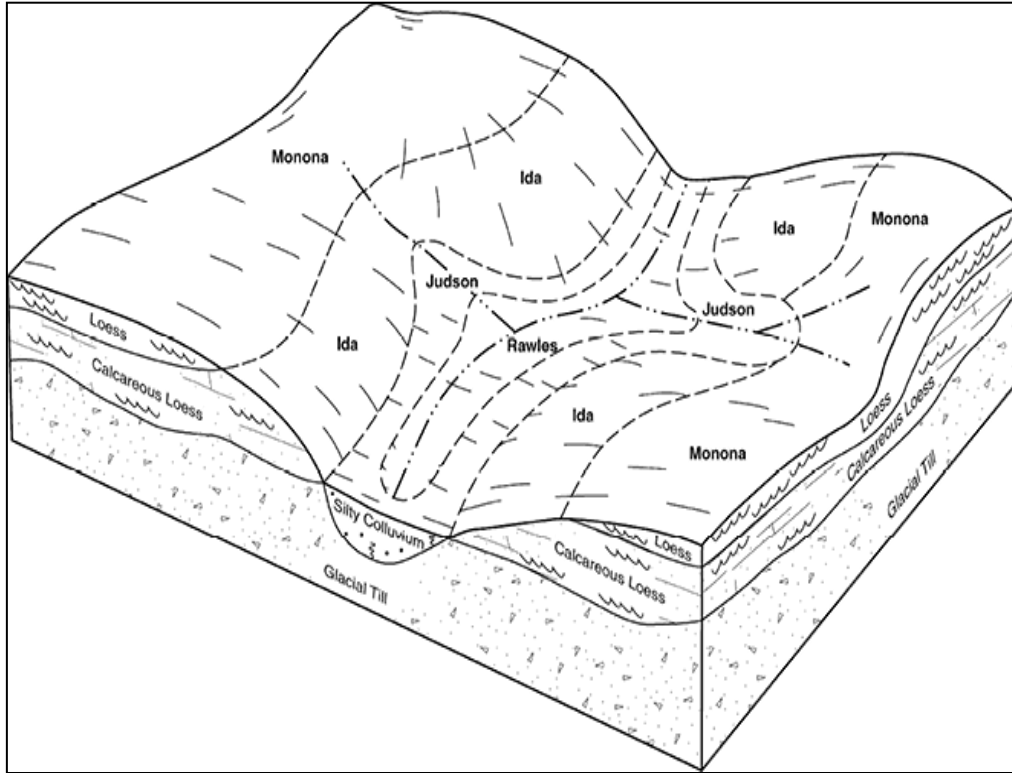 Monona
Ida
Ida
Monona
Judson
Judson
Rawles
Ida
Loess
Calcareous Loess
Ida
Monona
Loess
Calcareous Loess
Glacial Till
Silty Colluvium
Loess
Calcareous Loess
Glacial Till